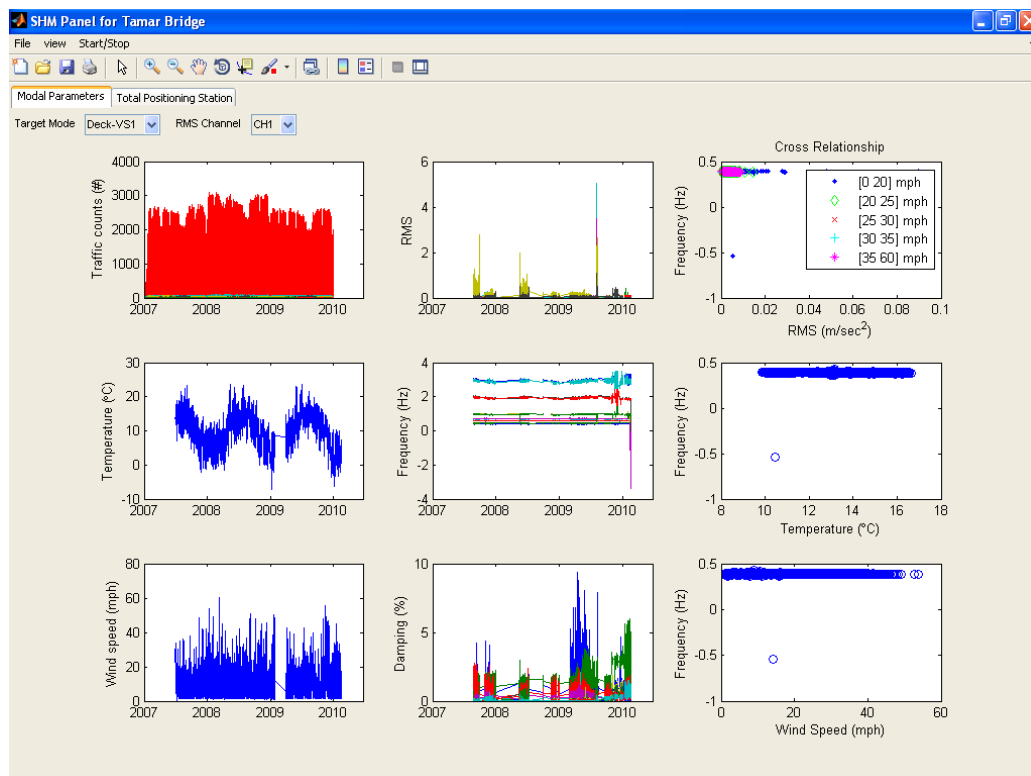 SHM Panel for Tamar Bridge
File view Start/Stop
Modal Parameters Total Positioning Station
Target Mode Deck-VS1 RMS Channel CH1
4000
3000
2000
1000
0
Traffic counts (#)
2007 2008 2009 2010
6
4
2
0
RMS
2007 2008 2009 2010
Cross Relationship
0.5
0
-0.5
-1
Frequency (Hz)
[0 20] mph
[20 25] mph
[25 30] mph
[30 35] mph
[35 60] mph
0 0.02 0.04 0.06 0.08 0.1
RMS (m/sec²)
30
20
10
0
-10
Temperature (°C)
2007 2008 2009 2010
4
2
0
-2
-4
Frequency (Hz)
2007 2008 2009 2010
0.5
0
-0.5
-1
Frequency (Hz)
8 10 12 14 16 18
Temperature (°C)
80
60
40
20
0
Wind speed (mph)
2007 2008 2009 2010
10
5
0
Damping (%)
2007 2008 2009 2010
0.5
0
-0.5
-1
Frequency (Hz)
0 20 40 60
Wind Speed (mph)